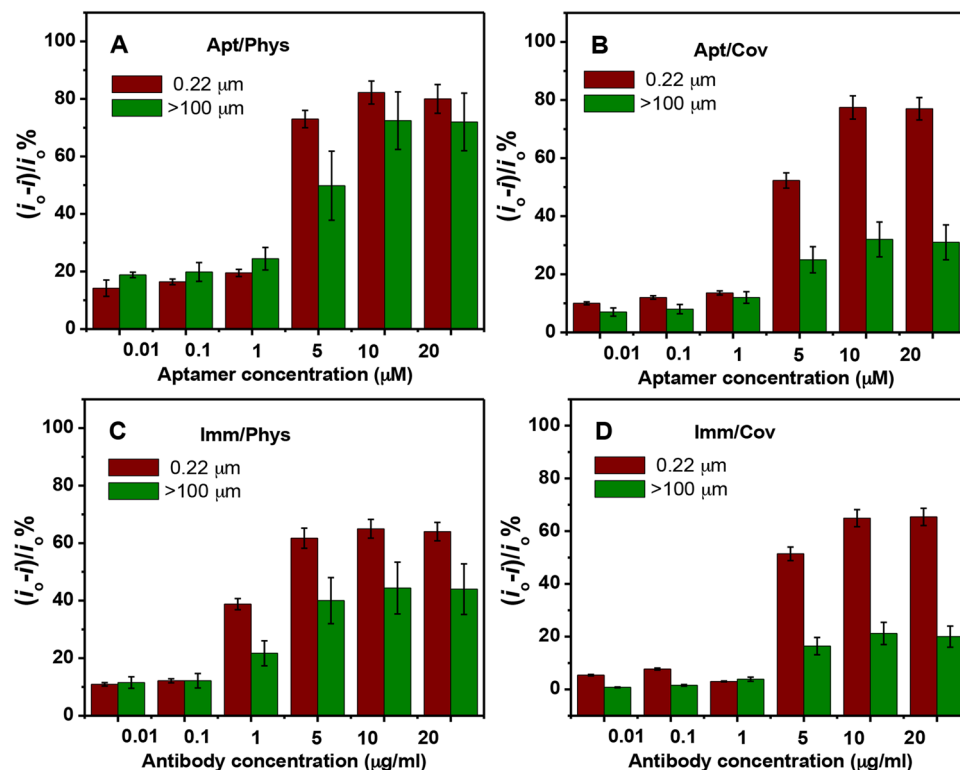 A
Apt/Phys
0.22 μm
>100 μm
(iₒ-i)/iₒ%
100
80
60
40
20
0
0.01 0.1 1 5 10 20
Aptamer concentration (μM)
B
Apt/Cov
0.22 μm
>100 μm
(iₒ-i)/iₒ%
100
80
60
40
20
0
0.01 0.1 1 5 10 20
Aptamer concentration (μM)
C
Imm/Phys
0.22 μm
>100 μm
(iₒ-i)/iₒ%
100
80
60
40
20
0
0.01 0.1 1 5 10 20
Antibody concentration (μg/ml)
D
Imm/Cov
0.22 μm
>100 μm
(iₒ-i)/iₒ%
100
80
60
40
20
0
0.01 0.1 1 5 10 20
Antibody concentration (μg/ml)